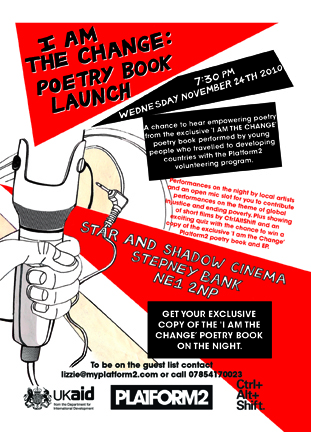 I AM
THE CHANGE:
POETRY BOOK
LAUNCH
7:30 PM
WEDNESDAY NOVEMBER 24TH 2010
A chance to hear empowering poetry
from the exclusive 'I AM THE CHANGE'
poetry book performed by young
people who travelled to developing
countries with the Platform2
volunteering program.
Performances on the night by local artists
and an open mic slot for you to contribute
performances on the theme of global
injustice and ending poverty. Plus showing
of short films by Ctrl.Alt.Shift and an
exciting quiz with the chance to win a
copy of the exclusive 'I am the Change'
Platform2 poetry book and EP.
STAR AND SHADOW CINEMA
STEPNEY BANK
NE1 2NP
GET YOUR EXCLUSIVE
COPY OF THE 'I AM THE
CHANGE' POETRY BOOK
ON THE NIGHT.
To be on the guest list contact
lizzie@myplatform2.com or call 07854170023
UKaid
from the Department for
International Development
PLATFORM2
Ctrl+
Alt+
Shift.